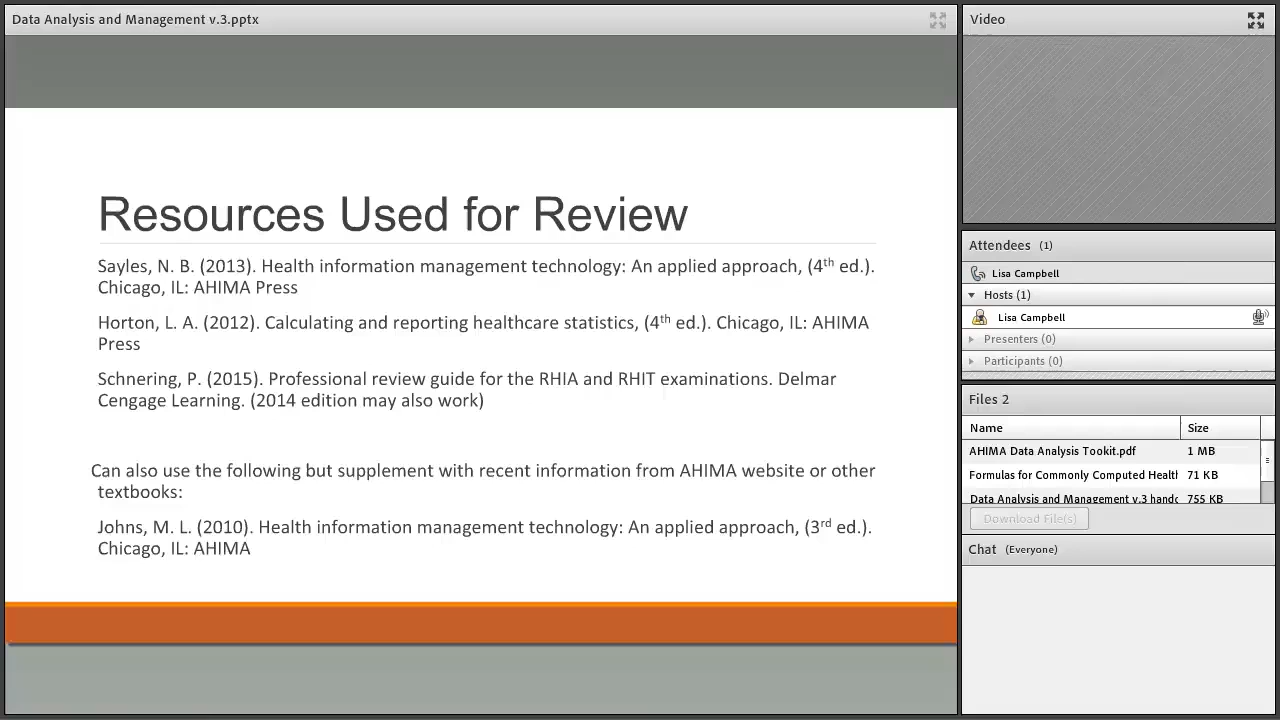 Data Analysis and Management v.3.pptx
Resources Used for Review
Sayles, N. B. (2013). Health information management technology: An applied approach, (4th ed.).
Chicago, IL: AHIMA Press
Horton, L. A. (2012). Calculating and reporting healthcare statistics, (4th ed.). Chicago, IL: AHIMA
Press
Schnering, P. (2015). Professional review guide for the RHIA and RHIT examinations. Delmar
Cengage Learning. (2014 edition may also work)
Can also use the following but supplement with recent information from AHIMA website or other
textbooks:
Johns, M. L. (2010). Health information management technology: An applied approach, (3rd ed.).
Chicago, IL: AHIMA
Video
Attendees (1)
Lisa Campbell
Hosts (1)
Lisa Campbell
Presenters (0)
Participants (0)
Files 2
Name Size
AHIMA Data Analysis Tookit.pdf 1 MB
Formulas for Commonly Computed Healt 71 KB
Data Analysis and Management v.3 handc 755 KB
Download File(s)
Chat (Everyone)